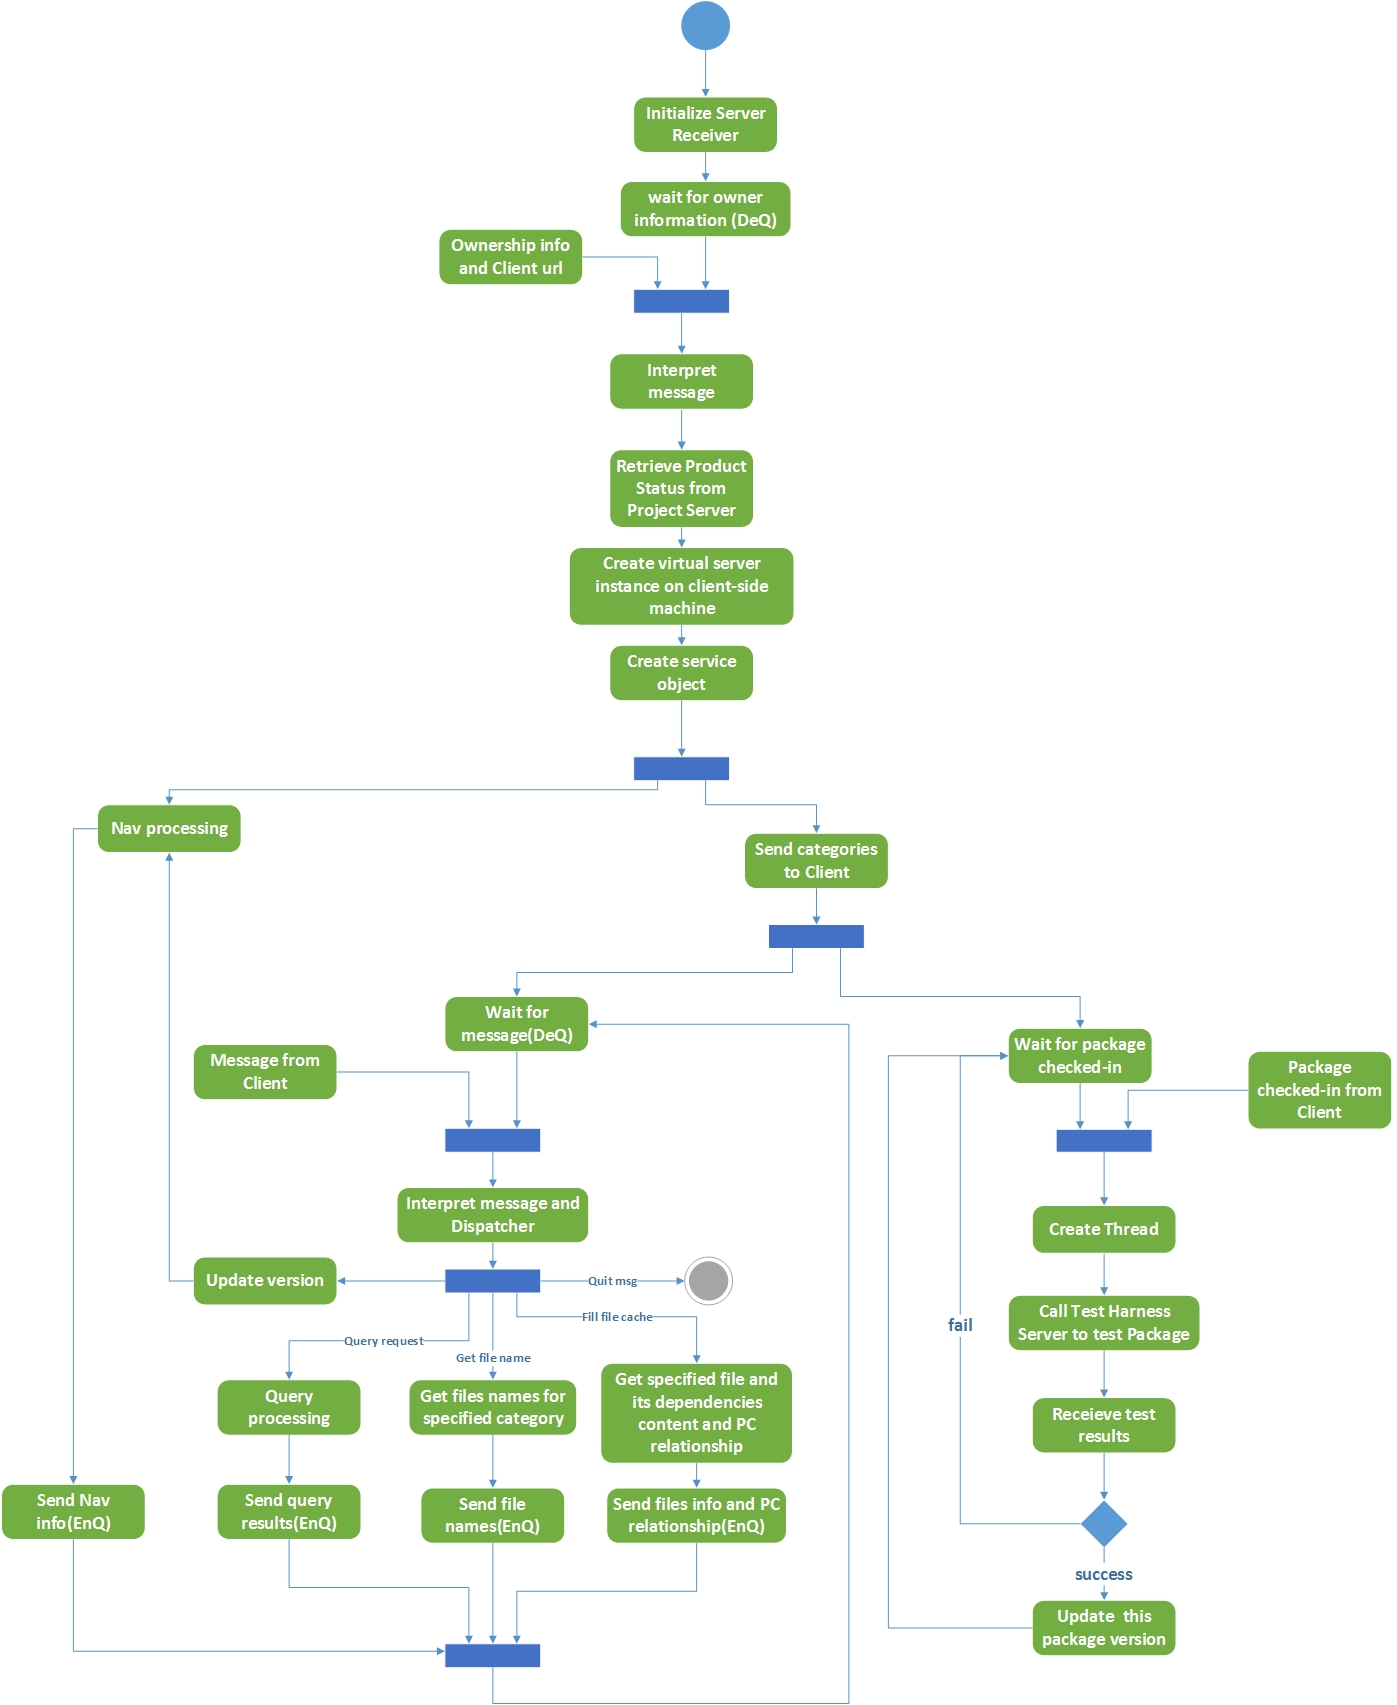 Initialize Server
Receiver
wait for owner
information (DeQ)
Ownership info
and Client url
Interpret
message
Retrieve Product
Status from
Project Server
Create virtual server
instance on client-side
machine
Create service
object
Nav processing
Send categories
to Client
Wait for
message(DeQ)
Message from
Client
Wait for package
checked-in
Package
checked-in from
Client
Interpret message and
Dispatcher
Create Thread
Update version
Quit msg
Call Test Harness
Server to test Package
fail
Fill file cache
Query request
Get file name
Query
processing
Get files names for
specified category
Get specified file and
its dependencies
content and PC
relationship
Receieve test
results
Send Nav
info(EnQ)
Send query
results(EnQ)
Send file
names(EnQ)
Send files info and PC
relationship(EnQ)
success
Update  this
package version